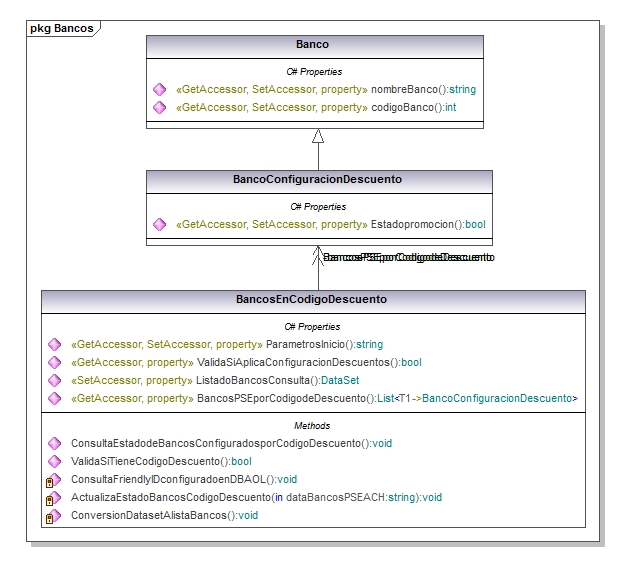 pkg Bancos
Banco
C# Properties
«GetAccessor, SetAccessor, property» nombreBanco():string
«GetAccessor, SetAccessor, property» codigoBanco():int
BancoConfiguracionDescuento
C# Properties
«GetAccessor, SetAccessor, property» Estadopromocion():bool
BancosEnCodigoDescuento
C# Properties
«GetAccessor, SetAccessor, property» ParametrosInicio():string
«GetAccessor, property» ValidaSiAplicaConfiguracionDescuentos():bool
«SetAccessor, property» ListadoBancosConsulta():DataSet
«GetAccessor, property» BancosPSEporCodigodeDescuento():List<T1->BancoConfiguracionDescuento>
Methods
ConsultaEstadodeBancosConfiguradosporCodigoDescuento():void
ValidaSiTieneCodigoDescuento():bool
ConsultaFriendlyIDconfiguradoenDBAOL():void
ActualizaEstadoBancosCodigoDescuento(in dataBancosPSEACH:string):void
ConversionDatasetAlistaBancos():void